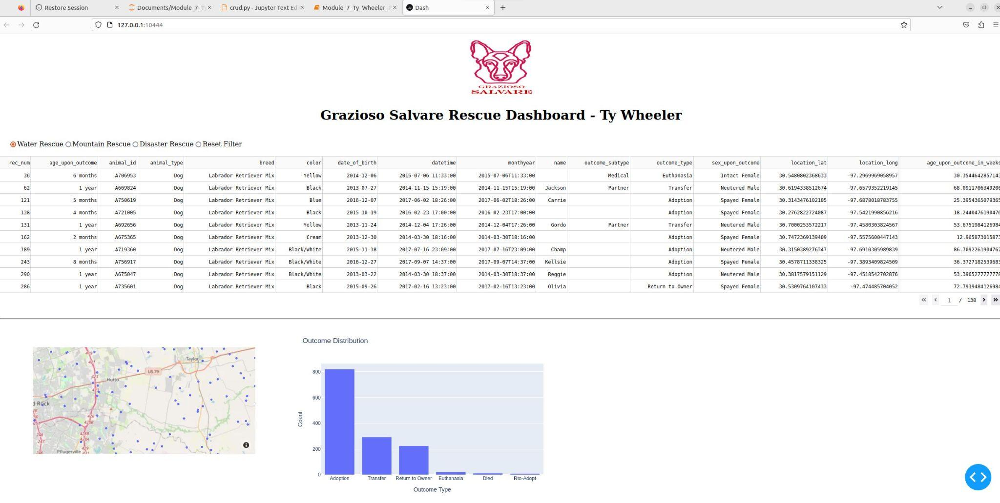 Restore Session
Documents/Module_7_Ty
crud.py - Jupyter Text Edi
Module_7_Ty_Wheeler_P
Dash
127.0.0.1:10444
GRAZIOSO
SALVARE
Grazioso Salvare Rescue Dashboard - Ty Wheeler
Water Rescue Mountain Rescue Disaster Rescue Reset Filter
rec_num age_upon_outcome animal_id animal_type breed color date_of_birth datetime monthyear name outcome_subtype outcome_type sex_upon_outcome location_lat location_long age_upon_outcome_in_weeks
36 6 months A706953 Dog Labrador Retriever Mix Yellow 2014-12-06 2015-07-06 11:33:00 2015-07-06T11:33:00 Medical Euthanasia Intact Female 30.5480802368633 -97.2969969058957 30.3544642857143
62 1 year A669824 Dog Labrador Retriever Mix Black 2013-07-27 2014-11-15 15:19:00 2014-11-15T15:19:00 Jackson Partner Transfer Neutered Male 30.6194338512674 -97.6579352219145 68.0911706349206
121 5 months A750619 Dog Labrador Retriever Mix Blue 2016-12-07 2017-06-02 18:26:00 2017-06-02T18:26:00 Carrie Adoption Spayed Female 30.3143476102105 -97.6878018783755 25.3954365079365
138 4 months A721005 Dog Labrador Retriever Mix Black 2015-10-19 2016-02-23 17:00:00 2016-02-23T17:00:00 Adoption Spayed Female 30.2762822724087 -97.5421990856216 18.2440476190476
131 1 year A692656 Dog Labrador Retriever Mix Yellow 2013-11-24 2014-12-04 17:26:00 2014-12-04T17:26:00 Gordo Partner Transfer Neutered Male 30.7000253572217 -97.4580303824567 53.6751984126984
162 2 months A675365 Dog Labrador Retriever Mix Cream 2013-12-30 2014-03-30 18:16:00 2014-03-30T18:16:00 Adoption Spayed Female 30.7472369139409 -97.5575600447143 12.965873015873
189 1 year A719360 Dog Labrador Retriever Mix Black/White 2015-11-18 2017-07-16 23:09:00 2017-07-16T23:09:00 Champ Adoption Neutered Male 30.3150389276347 -97.6910305989839 86.7092261904762
243 8 months A756917 Dog Labrador Retriever Mix Black/White 2016-12-27 2017-09-07 14:37:00 2017-09-07T14:37:00 Kellsie Adoption Spayed Female 30.4578711338325 -97.3893409824509 36.3727182539683
290 1 year A675047 Dog Labrador Retriever Mix Black/White 2013-03-22 2014-03-30 18:37:00 2014-03-30T18:37:00 Reggie Adoption Neutered Male 30.3817579151129 -97.4518542702876 53.3965277777778
286 1 year A735601 Dog Labrador Retriever Mix Black 2015-09-26 2017-02-16 13:23:00 2017-02-16T13:23:00 Olivia Return to Owner Spayed Female 30.5309764107433 -97.474485704052 72.7939484126984
1 / 138
Outcome Distribution
419
421
Taylor
US 79
423
Hutto
d Rock
426
428B
251
428B
248
428A
247
429
Pflugerville
431
800
600
400
200
0
Count
Adoption Transfer Return to Owner Euthanasia Died Rto-Adopt
Outcome Type